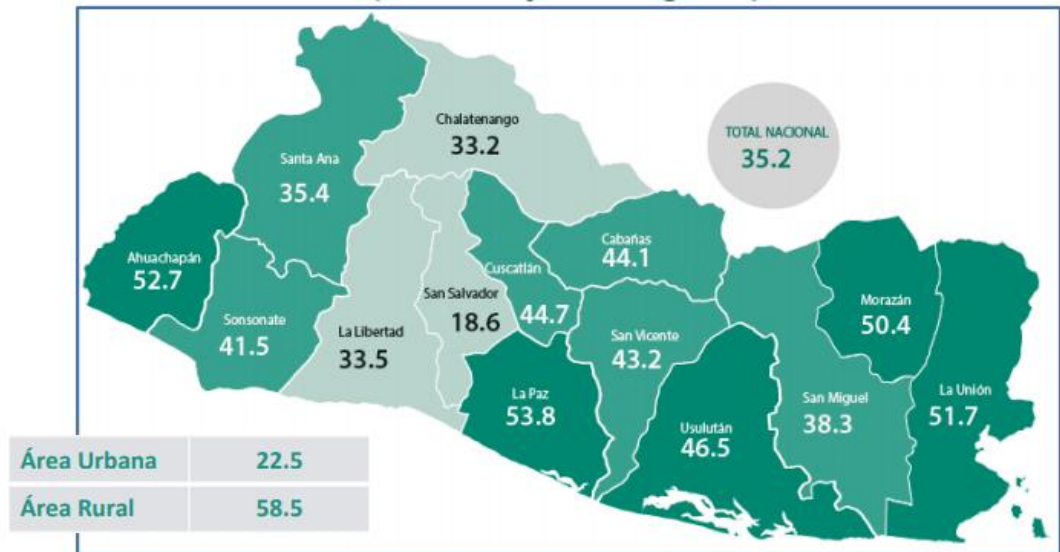 Chalatenango
33.2
TOTAL NACIONAL
35.2
Santa Ana
35.4
Ahuachapán
52.7
Sonsonate
41.5
La Libertad
33.5
San Salvador
18.6
Cuscatlán
44.7
Cabañas
44.1
San Vicente
43.2
La Paz
53.8
Usulután
46.5
San Miguel
38.3
Morazán
50.4
La Unión
51.7
Área Urbana 22.5
Área Rural 58.5